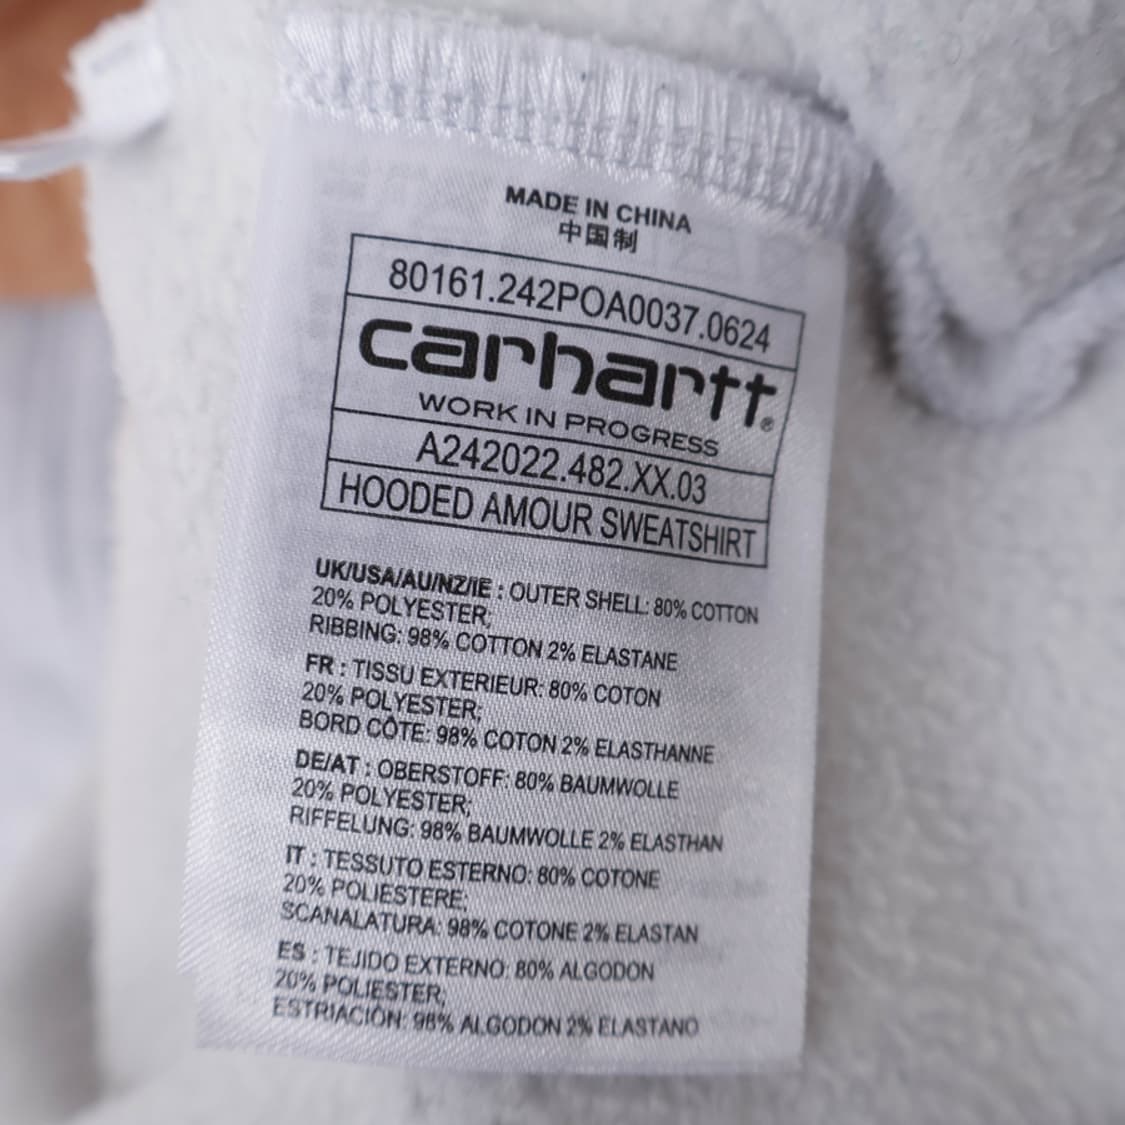 MADE IN CHINA
中国制
80161.242POA0037.0624
carhartt®
WORK IN PROGRESS
A242022.482.XX.03
HOODED AMOUR SWEATSHIRT
UK/USA/AU/NZ/IE : OUTER SHELL: 80% COTTON
20% POLYESTER;
RIBBING: 98% COTTON 2% ELASTANE
FR : TISSU EXTERIEUR: 80% COTON
20% POLYESTER;
BORD CÔTE: 98% COTON 2% ELASTHANNE
DE/AT : OBERSTOFF: 80% BAUMWOLLE
20% POLYESTER;
RIFFELUNG: 98% BAUMWOLLE 2% ELASTHAN
IT : TESSUTO ESTERNO: 80% COTONE
20% POLIESTERE;
SCANALATURA: 98% COTONE 2% ELASTAN
ES : TEJIDO EXTERNO: 80% ALGODON
20% POLIESTER;
ESTRIACIÓN: 98% ALGODON 2% ELASTANO